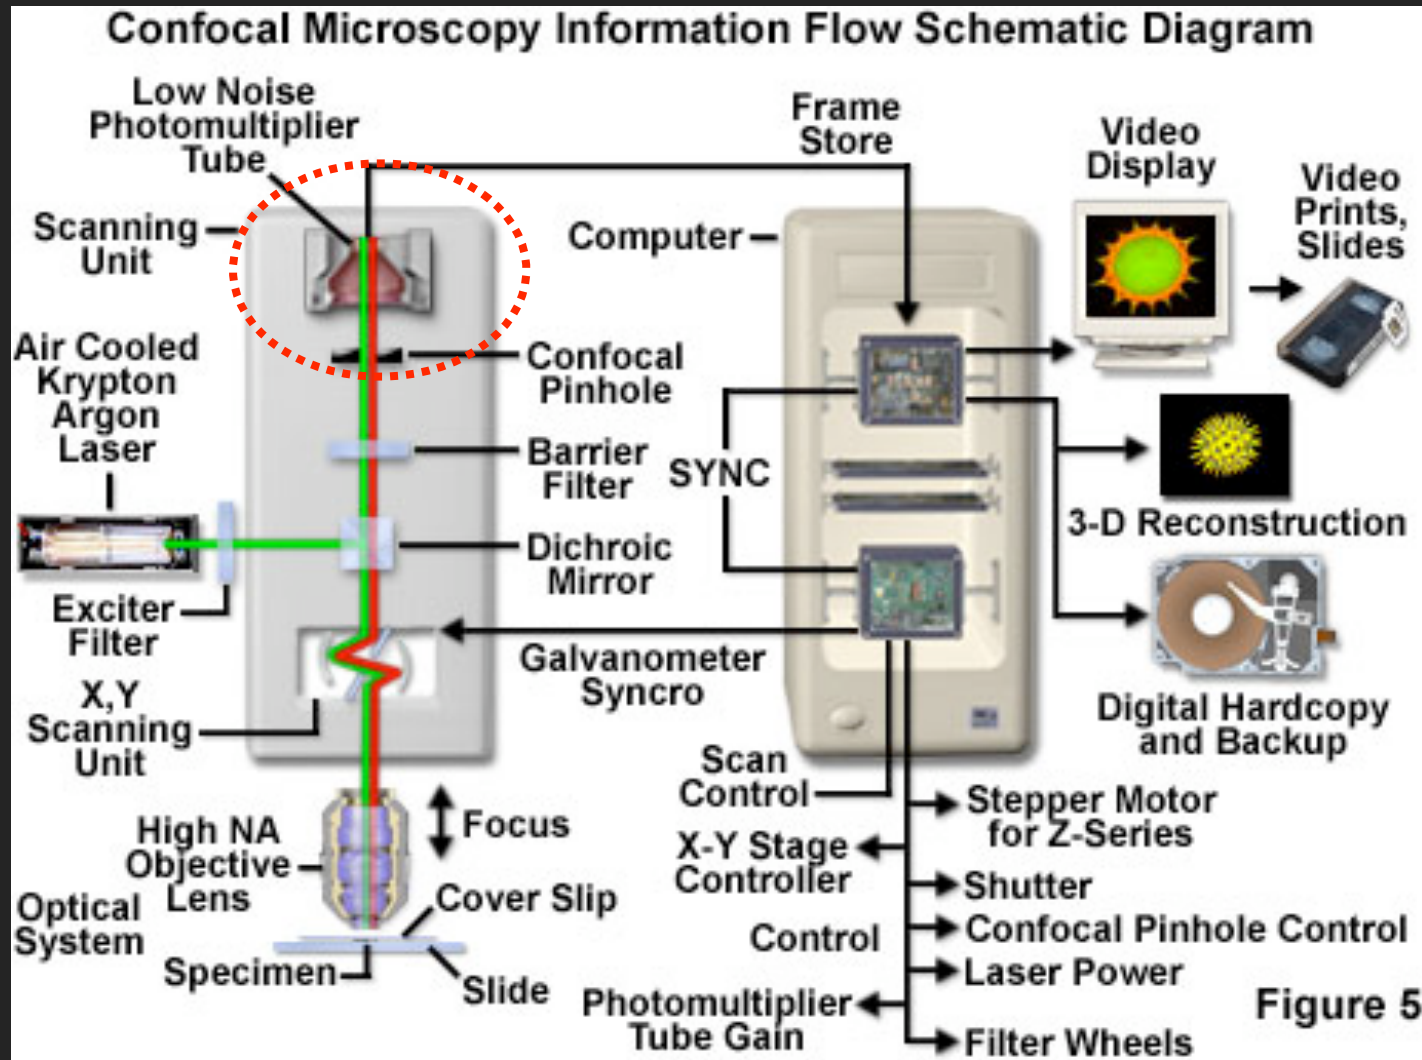 Confocal Microscopy Information Flow Schematic Diagram
Low Noise
Photomultiplier
Tube
Scanning
Unit
Air Cooled
Krypton
Argon
Laser
Exciter
Filter
X,Y
Scanning
Unit
High NA
Objective
Lens
Optical
System
Specimen
Slide
Cover Slip
Focus
Confocal
Pinhole
Barrier
Filter
Dichroic
Mirror
Galvanometer
Syncro
Frame
Store
Computer
SYNC
Video
Display
Video
Prints,
Slides
3-D Reconstruction
Digital Hardcopy
and Backup
Scan
Control
Stepper Motor
for Z-Series
X-Y Stage
Controller
Shutter
Control
Confocal Pinhole Control
Laser Power
Photomultiplier
Tube Gain
Filter Wheels
Figure 5